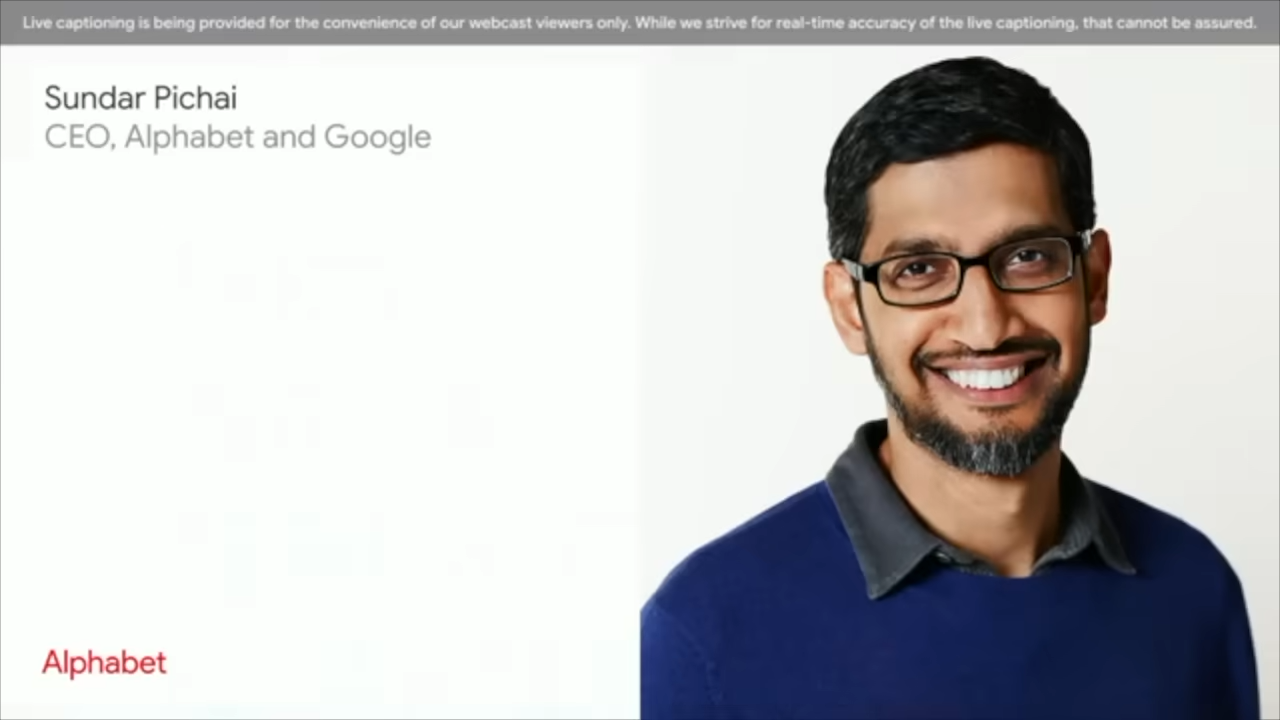 Live captioning is being provided for the convenience of our webcast viewers only. While we strive for real-time accuracy of the live captioning, that cannot be assured.
Sundar Pichai
CEO, Alphabet and Google
Alphabet